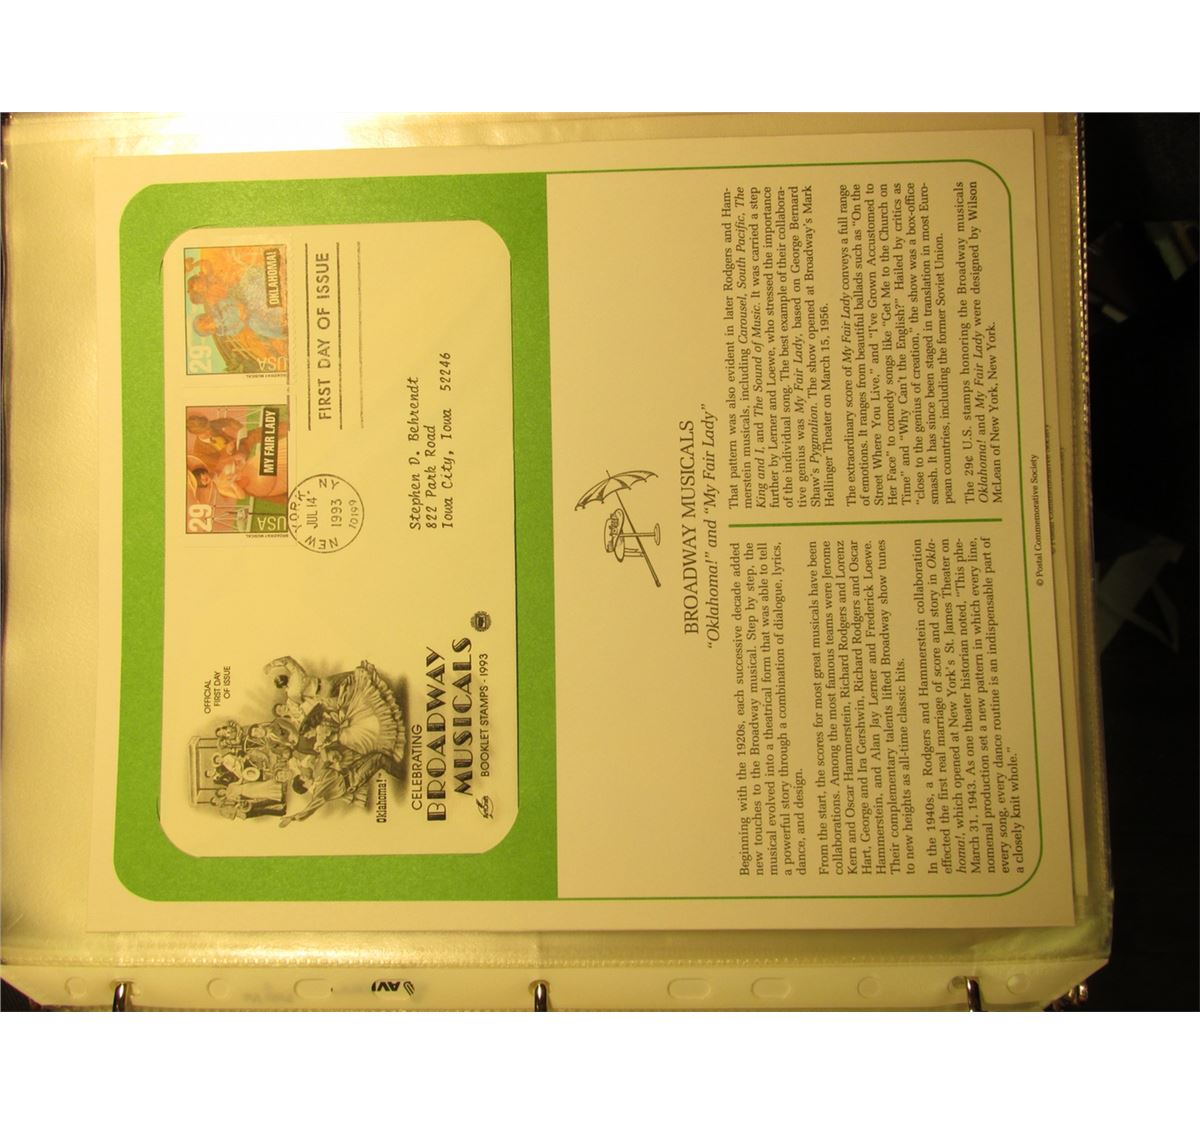 MY FAIR LADY
29
USA
BROADWAY MUSICAL
OKLAHOMA!
29
USA
BROADWAY MUSICAL
NEW YORK NY
JUL 14
1993
10199
FIRST DAY OF ISSUE
OFFICIAL
FIRST DAY
OF ISSUE
Oklahoma!
CELEBRATING
BROADWAY
MUSICALS
BOOKLET STAMPS - 1993
Stephen D. Behrendt
822 Park Road
Iowa City, Iowa 52246
BROADWAY MUSICALS
"Oklahoma!" and "My Fair Lady"
Beginning with the 1920s, each successive decade added
new touches to the Broadway musical. Step by step, the
musical evolved into a theatrical form that was able to tell
a powerful story through a combination of dialogue, lyrics,
dance, and design.
From the start, the scores for most great musicals have been
collaborations. Among the most famous teams were Jerome
Kern and Oscar Hammerstein, Richard Rodgers and Lorenz
Hart, George and Ira Gershwin, Richard Rodgers and Oscar
Hammerstein, and Alan Jay Lerner and Frederick Loewe.
Their complementary talents lifted Broadway show tunes
to new heights as all-time classic hits.
In the 1940s, a Rodgers and Hammerstein collaboration
effected the first real marriage of score and story in Okla-
homa!, which opened at New York's St. James Theater on
March 31, 1943. As one theater historian noted, "This phe-
nomenal production set a new pattern in which every line,
every song, every dance routine is an indispensable part of
a closely knit whole."
That pattern was also evident in later Rodgers and Ham-
merstein musicals, including Carousel, South Pacific, The
King and I, and The Sound of Music. It was carried a step
further by Lerner and Loewe, who stressed the importance
of the individual song. The best example of their collabora-
tive genius was My Fair Lady, based on George Bernard
Shaw's Pygmalion. The show opened at Broadway's Mark
Hellinger Theater on March 15, 1956.
The extraordinary score of My Fair Lady conveys a full range
of emotions. It ranges from beautiful ballads such as "On the
Street Where You Live," and "I've Grown Accustomed to
Her Face" to comedy songs like "Get Me to the Church on
Time" and "Why Can't the English?" Hailed by critics as
"close to the genius of creation," the show was a box-office
smash. It has since been staged in translation in most Euro-
pean countries, including the former Soviet Union.
The 29¢ U.S. stamps honoring the Broadway musicals
Oklahoma! and My Fair Lady were designed by Wilson
McLean of New York, New York.
© Postal Commemorative Society
AVE